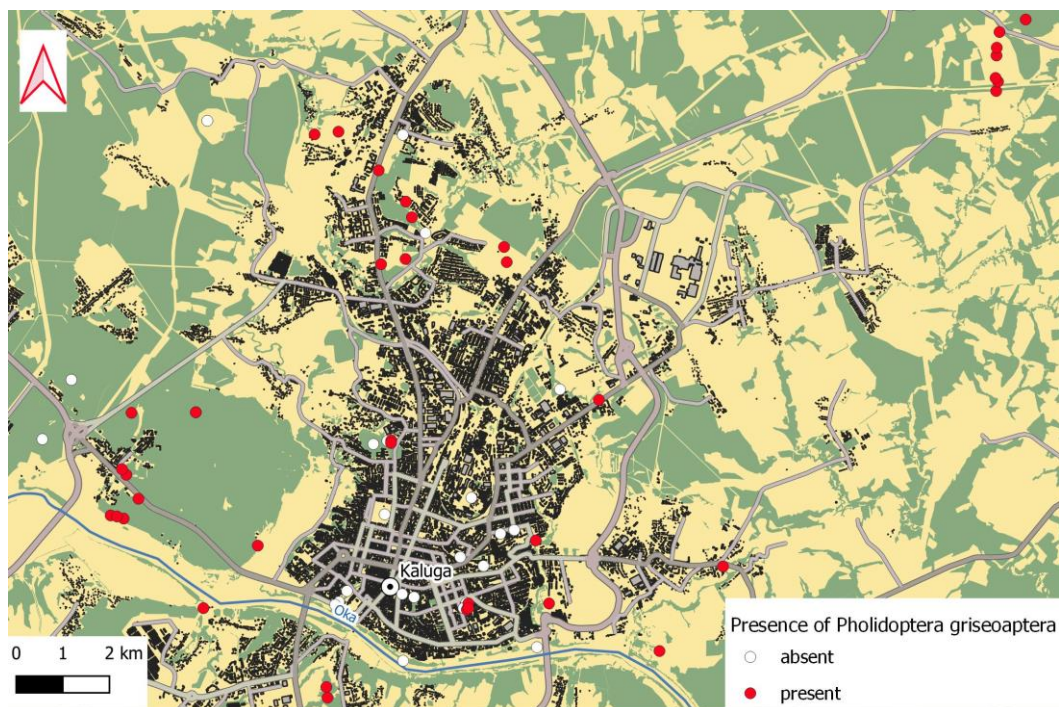 Kaluga
Oka
0 1 2 km
Presence of Pholidoptera griseoaptera
absent
present